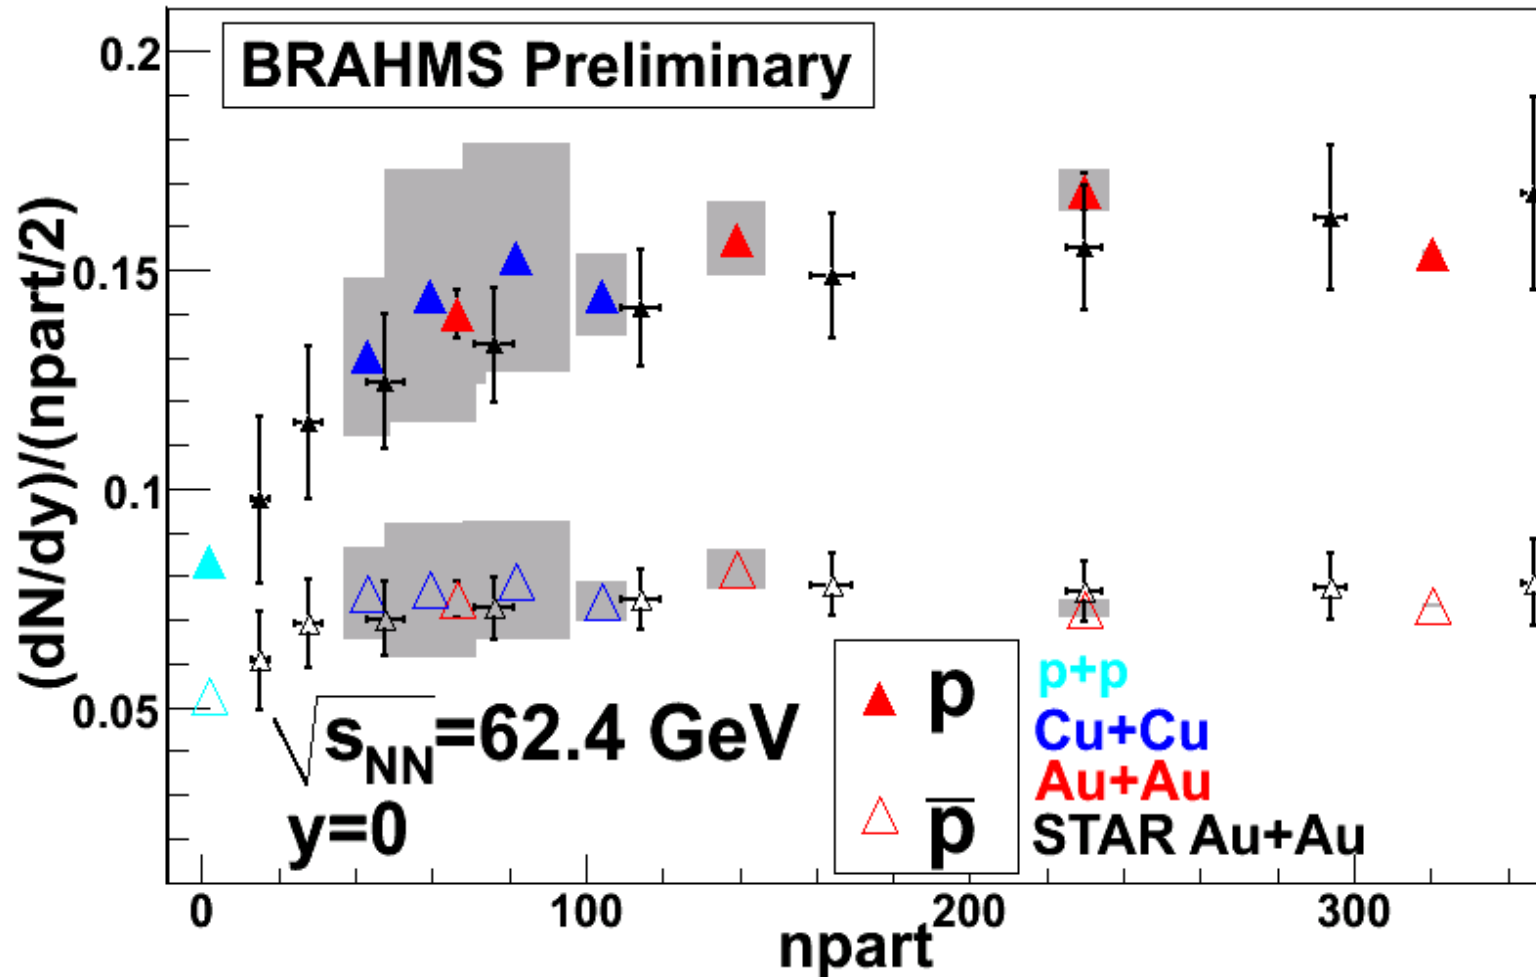 BRAHMS Preliminary
0.2
0.15
0.1
0.05
(dN/dy)/(npart/2)
√sNN=62.4 GeV
y=0
p
p̅
p+p
Cu+Cu
Au+Au
STAR Au+Au
0 100 200 300
npart